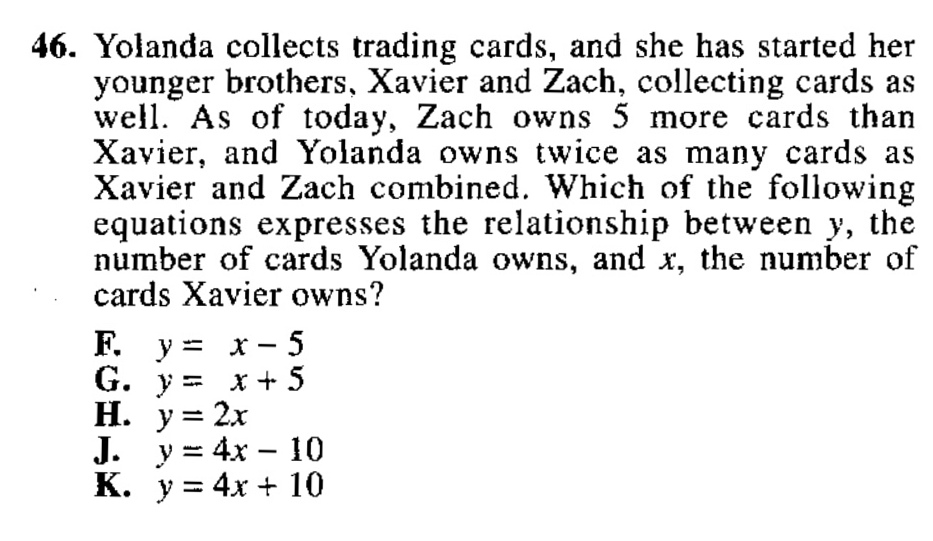 46. Yolanda collects trading cards, and she has started her
younger brothers, Xavier and Zach, collecting cards as
well. As of today, Zach owns 5 more cards than
Xavier, and Yolanda owns twice as many cards as
Xavier and Zach combined. Which of the following
equations expresses the relationship between y, the
number of cards Yolanda owns, and x, the number of
cards Xavier owns?
F. y = x − 5
G. y = x + 5
H. y = 2x
J. y = 4x − 10
K. y = 4x + 10